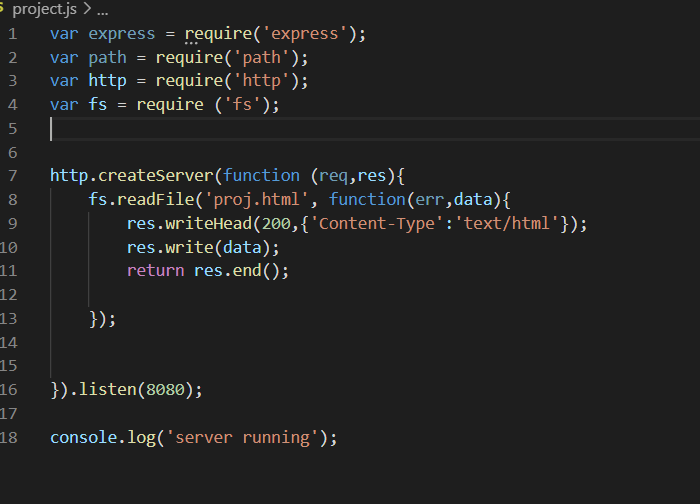 project.js > ...
1 var express = require('express');
2 var path = require('path');
3 var http = require('http');
4 var fs = require ('fs');
5
6
7 http.createServer(function (req,res){
8     fs.readFile('proj.html', function(err,data){
9         res.writeHead(200,{'Content-Type':'text/html'});
10         res.write(data);
11         return res.end();
12
13     });
14
15
16 }).listen(8080);
17
18 console.log('server running');